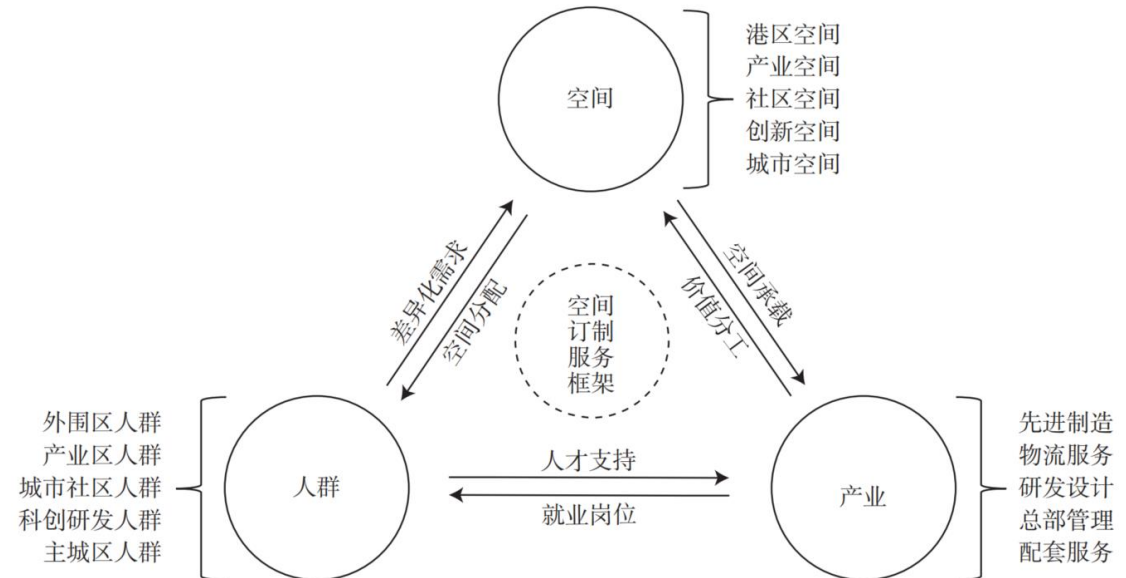 空间
港区空间
产业空间
社区空间
创新空间
城市空间
差异化需求
空间分配
空间承载
价值分工
空间
订制
服务
框架
外围区人群
产业区人群
城市社区人群
科创研发人群
主城区人群
人群
人才支持
就业岗位
产业
先进制造
物流服务
研发设计
总部管理
配套服务